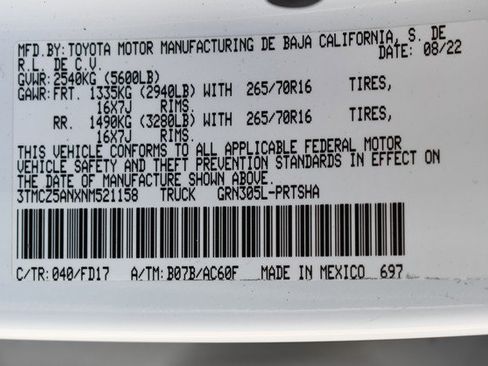 MFD.BY:TOYOTA MOTOR MANUFACTURING DE BAJA CALIFORNIA, S. DE
R.L. DE C.V. DATE: 08/22
GVWR: 2540KG (5600LB)
GAWR:FRT. 1335KG (2940LB) WITH 265/70R16 TIRES,
16X7J RIMS.
RR. 1490KG (3280LB) WITH 265/70R16 TIRES,
16X7J RIMS.
THIS VEHICLE CONFORMS TO ALL APPLICABLE FEDERAL MOTOR
VEHICLE SAFETY AND THEFT PREVENTION STANDARDS IN EFFECT ON
THE DATE OF MANUFACTURE SHOWN ABOVE.
3TMCZ5ANXNM521158 TRUCK GRN305L-PRTSHA
C/TR: 040/FD17 A/TM: B07B/AC60F MADE IN MEXICO 697